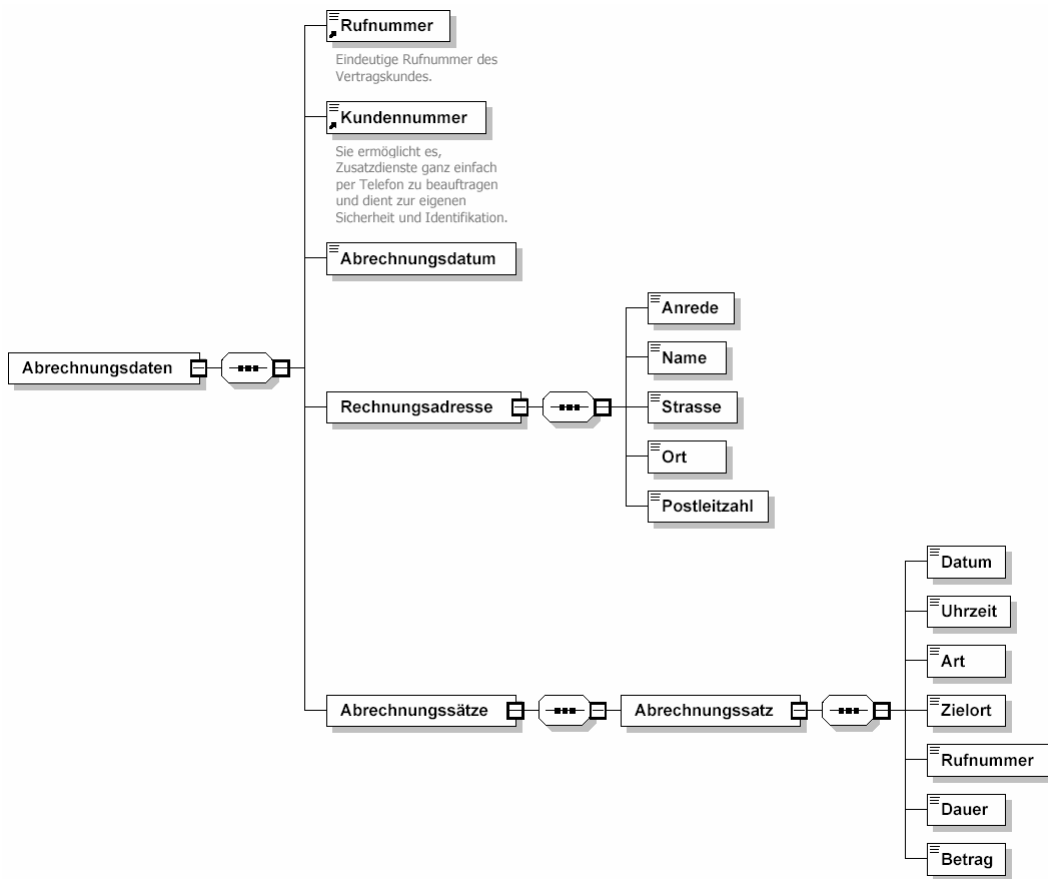 Rufnummer
Eindeutige Rufnummer des
Vertragskundes.
Kundennummer
Sie ermöglicht es,
Zusatzdienste ganz einfach
per Telefon zu beauftragen
und dient zur eigenen
Sicherheit und Identifikation.
Abrechnungsdatum
Abrechnungsdaten
Rechnungsadresse
Anrede
Name
Strasse
Ort
Postleitzahl
Abrechnungssätze
Abrechnungssatz
Datum
Uhrzeit
Art
Zielort
Rufnummer
Dauer
Betrag